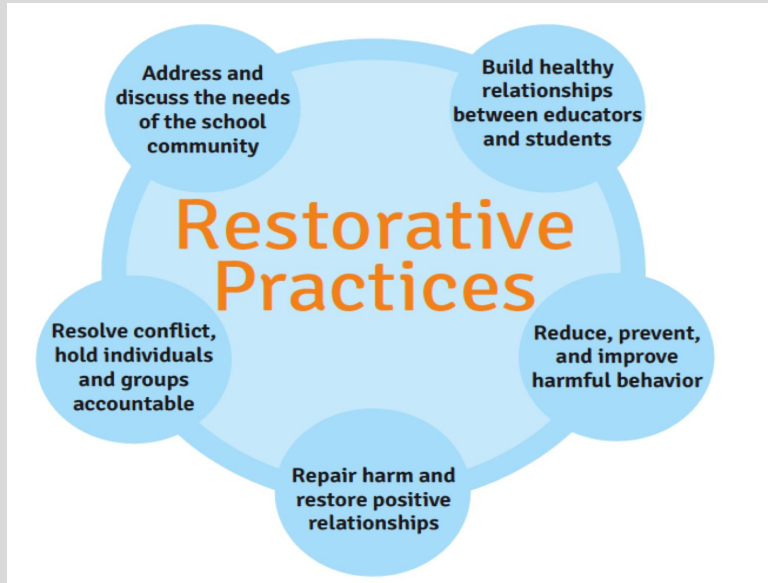 Address and
discuss the needs
of the school
community
Build healthy
relationships
between educators
and students
Restorative
Practices
Resolve conflict,
hold individuals
and groups
accountable
Reduce, prevent,
and improve
harmful behavior
Repair harm and
restore positive
relationships